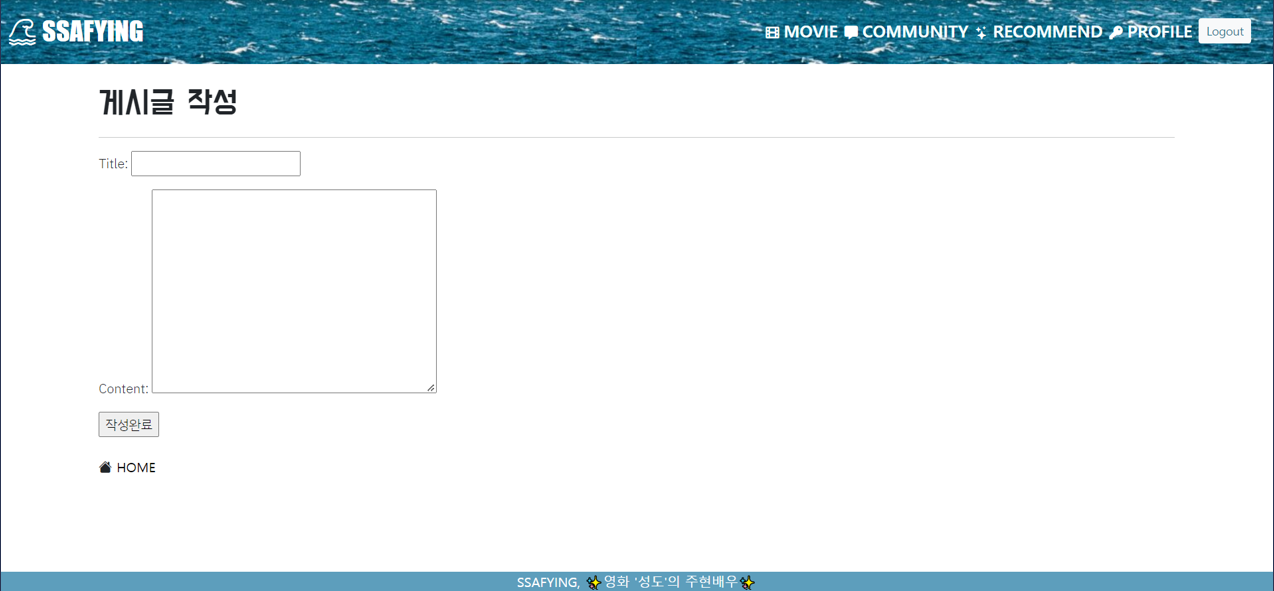 SSAFYING MOVIE COMMUNITY RECOMMEND PROFILE Logout
게시글 작성
Title:
Content:
작성완료
HOME
SSAFYING, ✨영화 '성도'의 주현배우✨